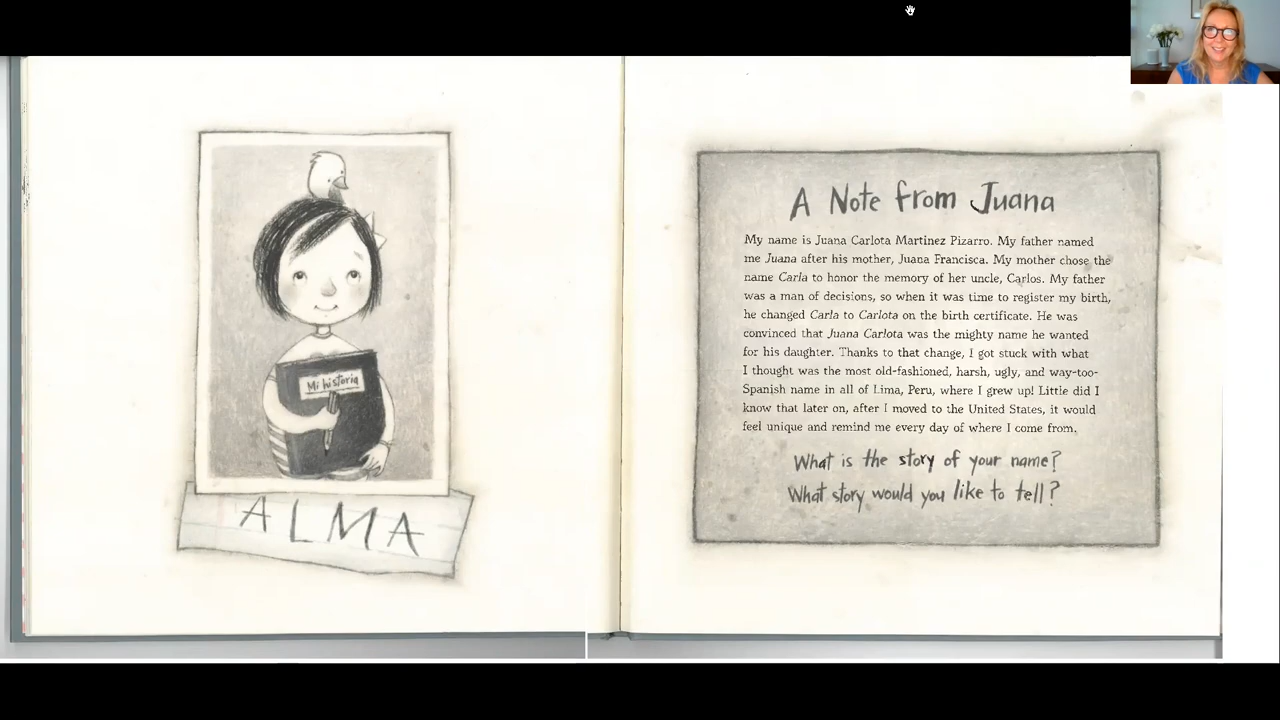 Mi historia
ALMA
A Note from Juana
My name is Juana Carlota Martinez Pizarro. My father named
me Juana after his mother, Juana Francisca. My mother chose the
name Carla to honor the memory of her uncle, Carlos. My father
was a man of decisions, so when it was time to register my birth,
he changed Carla to Carlota on the birth certificate. He was
convinced that Juana Carlota was the mighty name he wanted
for his daughter. Thanks to that change, I got stuck with what
I thought was the most old-fashioned, harsh, ugly, and way-too-
Spanish name in all of Lima, Peru, where I grew up! Little did I
know that later on, after I moved to the United States, it would
feel unique and remind me every day of where I come from.
What is the story of your name?
What story would you like to tell?